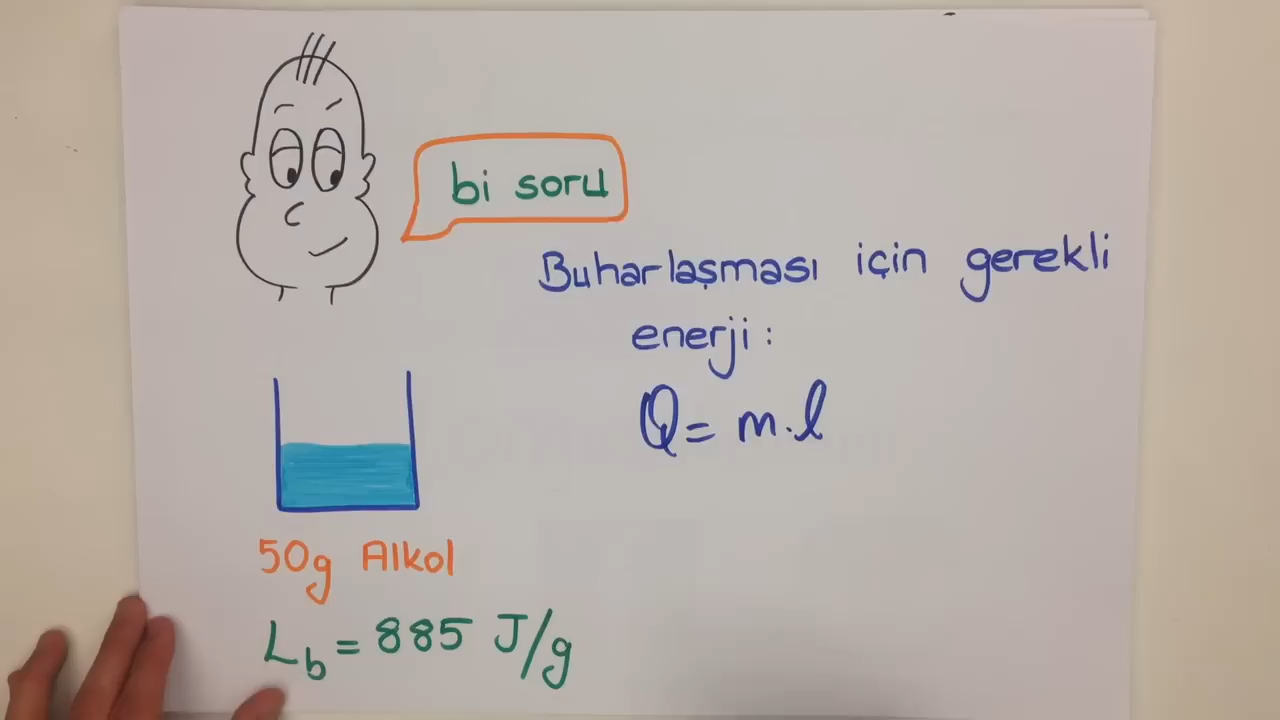 bi soru
Buharlaşması için gerekli
enerji :
Q = m.l
50g Alkol
Lb = 885 J/g